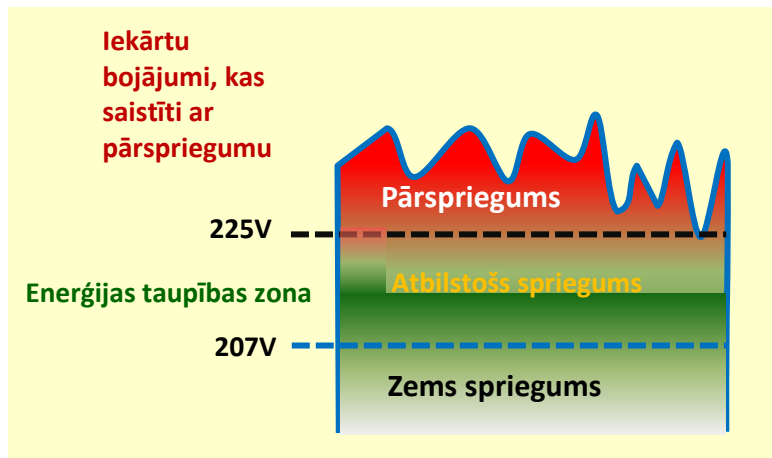 Iekārtu
bojājumi, kas
saistīti ar
pārspriegumu
Pārspriegums
225V
Atbilstošs spriegums
Enerģijas taupības zona
207V
Zems spriegums